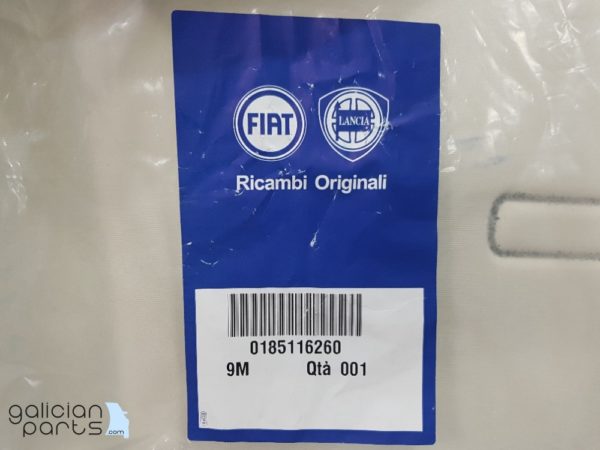 FIAT
LANCIA
Ricambi Originali
0185116260
9M Qtà 001
galician
parts.com